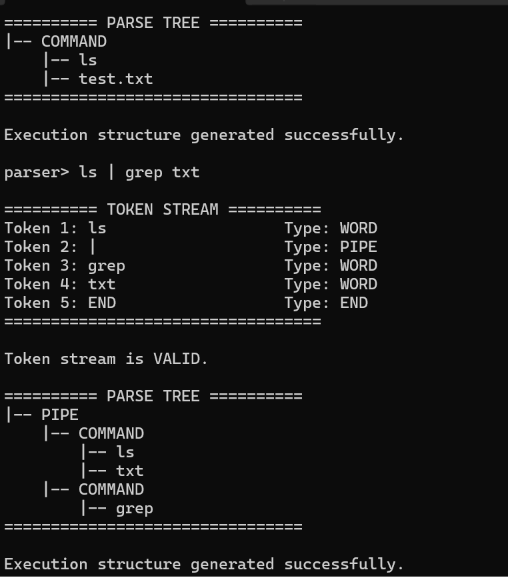 ========== PARSE TREE ==========
|-- COMMAND
    |-- ls
    |-- test.txt
================================

Execution structure generated successfully.

parser> ls | grep txt

========== TOKEN STREAM ==========
Token 1: ls                   Type: WORD
Token 2: |                    Type: PIPE
Token 3: grep                 Type: WORD
Token 4: txt                  Type: WORD
Token 5: END                  Type: END
==================================

Token stream is VALID.

========== PARSE TREE ==========
|-- PIPE
    |-- COMMAND
        |-- ls
        |-- txt
    |-- COMMAND
        |-- grep
================================

Execution structure generated successfully.